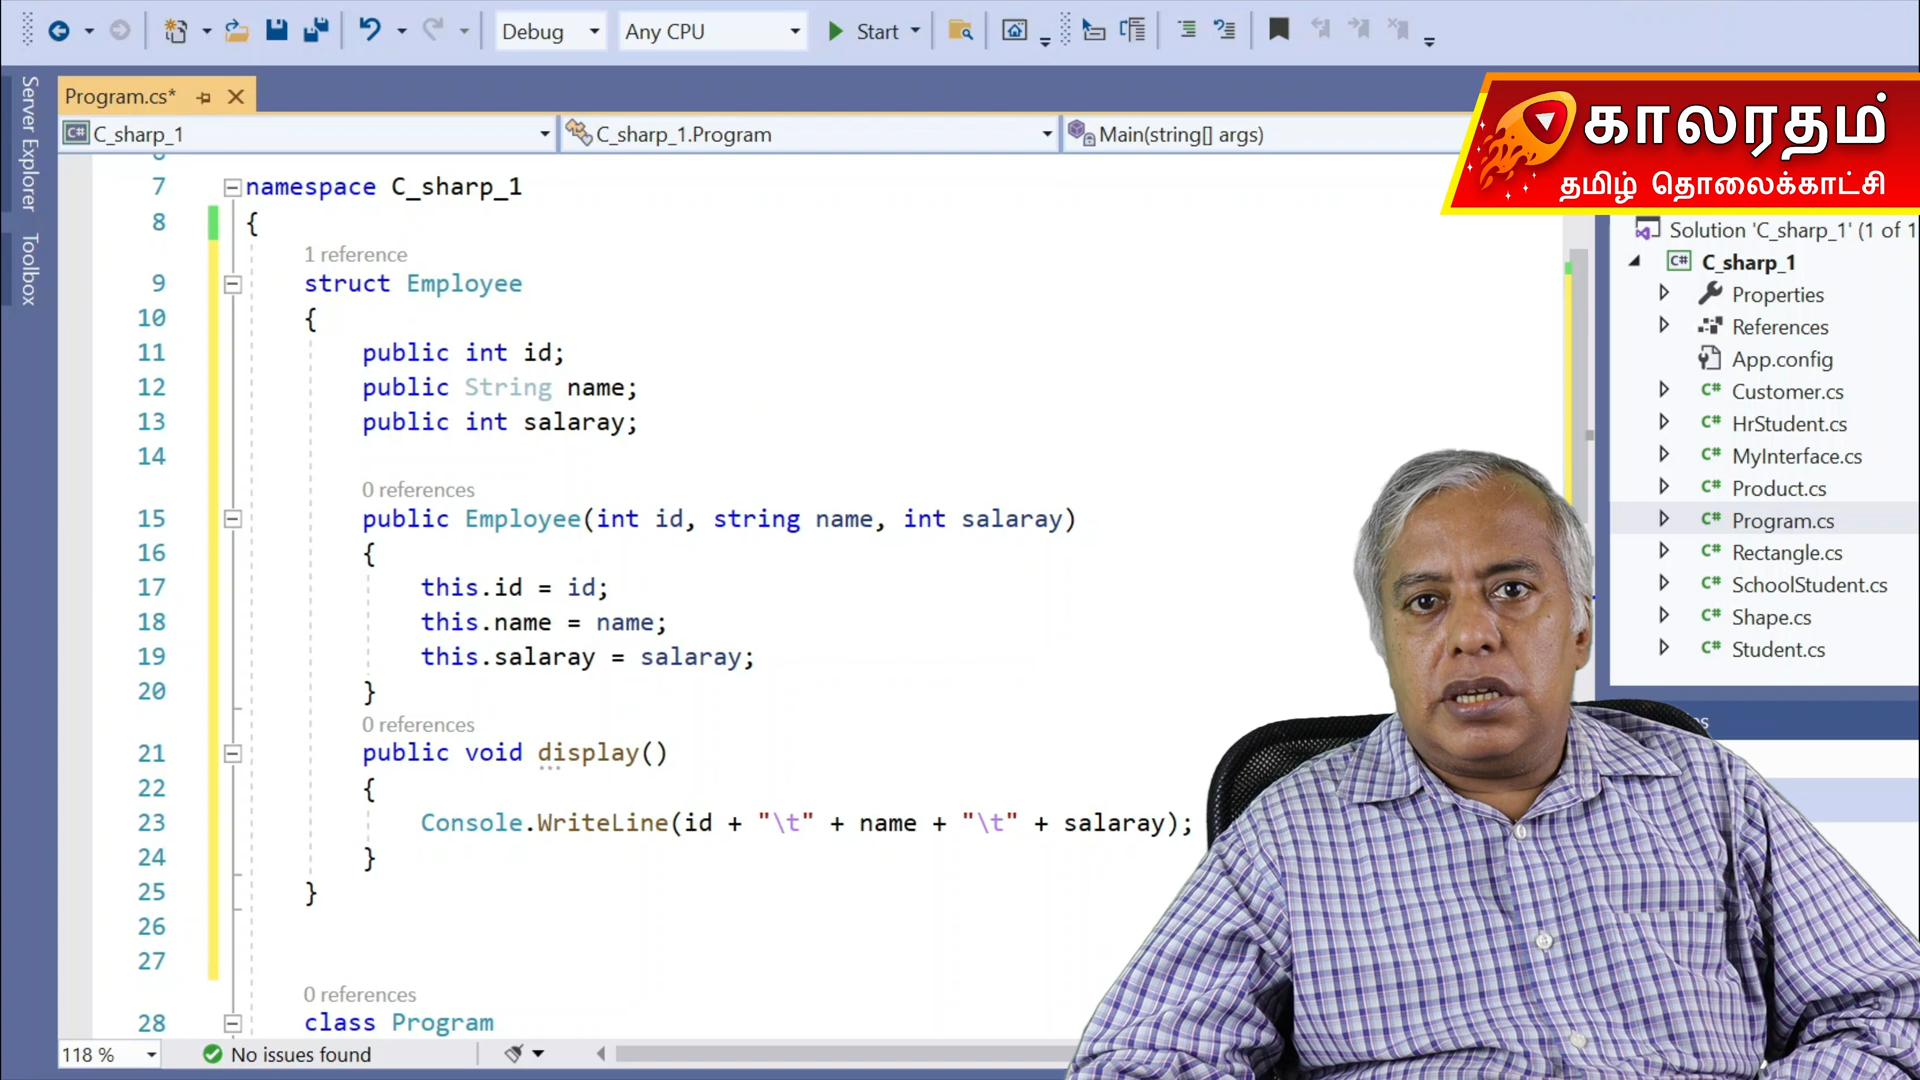 Debug
Any CPU
Start
காலரதம்
தமிழ் தொலைக்காட்சி
Server Explorer
Toolbox
Program.cs*
C_sharp_1
C_sharp_1.Program
Main(string[] args)
7 namespace C_sharp_1
8 {
1 reference
9 struct Employee
10 {
11 public int id;
12 public String name;
13 public int salaray;
14
0 references
15 public Employee(int id, string name, int salaray)
16 {
17 this.id = id;
18 this.name = name;
19 this.salaray = salaray;
20 }
0 references
21 public void display()
22 {
23 Console.WriteLine(id + "\t" + name + "\t" + salaray);
24 }
25 }
26
27
0 references
28 class Program
118 %
No issues found
Solution 'C_sharp_1' (1 of 1
C# C_sharp_1
Properties
References
App.config
C# Customer.cs
C# HrStudent.cs
C# MyInterface.cs
C# Product.cs
C# Program.cs
C# Rectangle.cs
C# SchoolStudent.cs
C# Shape.cs
C# Student.cs